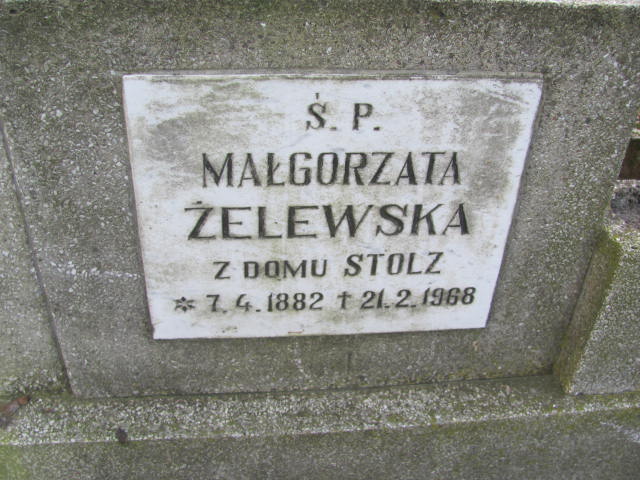 Ś. P.
MAŁGORZATA
ŻELEWSKA
Z DOMU STOLZ
* 7.4.1882 † 21.2.1968